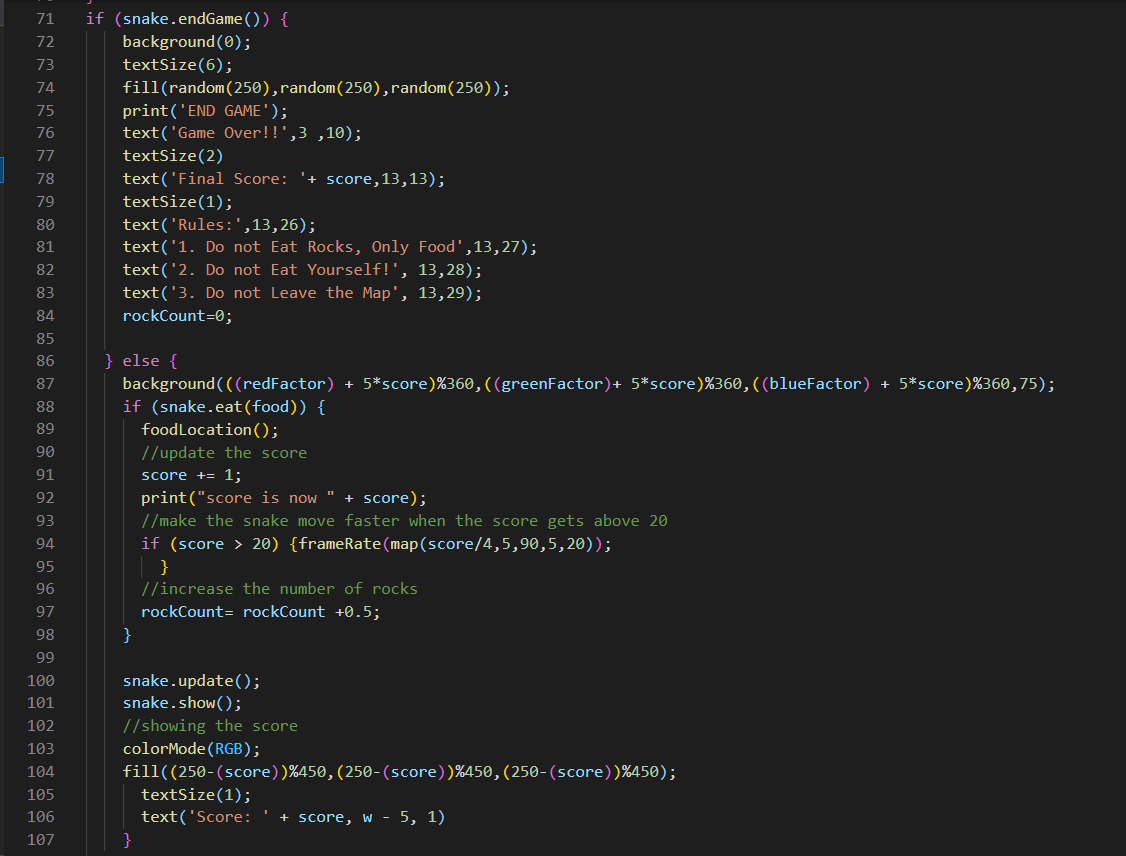 71 if (snake.endGame()) {
72 background(0);
73 textSize(6);
74 fill(random(250),random(250),random(250));
75 print('END GAME');
76 text('Game Over!!',3 ,10);
77 textSize(2)
78 text('Final Score: '+ score,13,13);
79 textSize(1);
80 text('Rules:',13,26);
81 text('1. Do not Eat Rocks, Only Food',13,27);
82 text('2. Do not Eat Yourself!', 13,28);
83 text('3. Do not Leave the Map', 13,29);
84 rockCount=0;
85
86 } else {
87 background(((redFactor) + 5*score)%360,((greenFactor)+ 5*score)%360,((blueFactor) + 5*score)%360,75);
88 if (snake.eat(food)) {
89 foodLocation();
90 //update the score
91 score += 1;
92 print("score is now " + score);
93 //make the snake move faster when the score gets above 20
94 if (score > 20) {frameRate(map(score/4,5,90,5,20));
95 }
96 //increase the number of rocks
97 rockCount= rockCount +0.5;
98 }
99
100 snake.update();
101 snake.show();
102 //showing the score
103 colorMode(RGB);
104 fill((250-(score))%450,(250-(score))%450,(250-(score))%450);
105 textSize(1);
106 text('Score: ' + score, w - 5, 1)
107 }